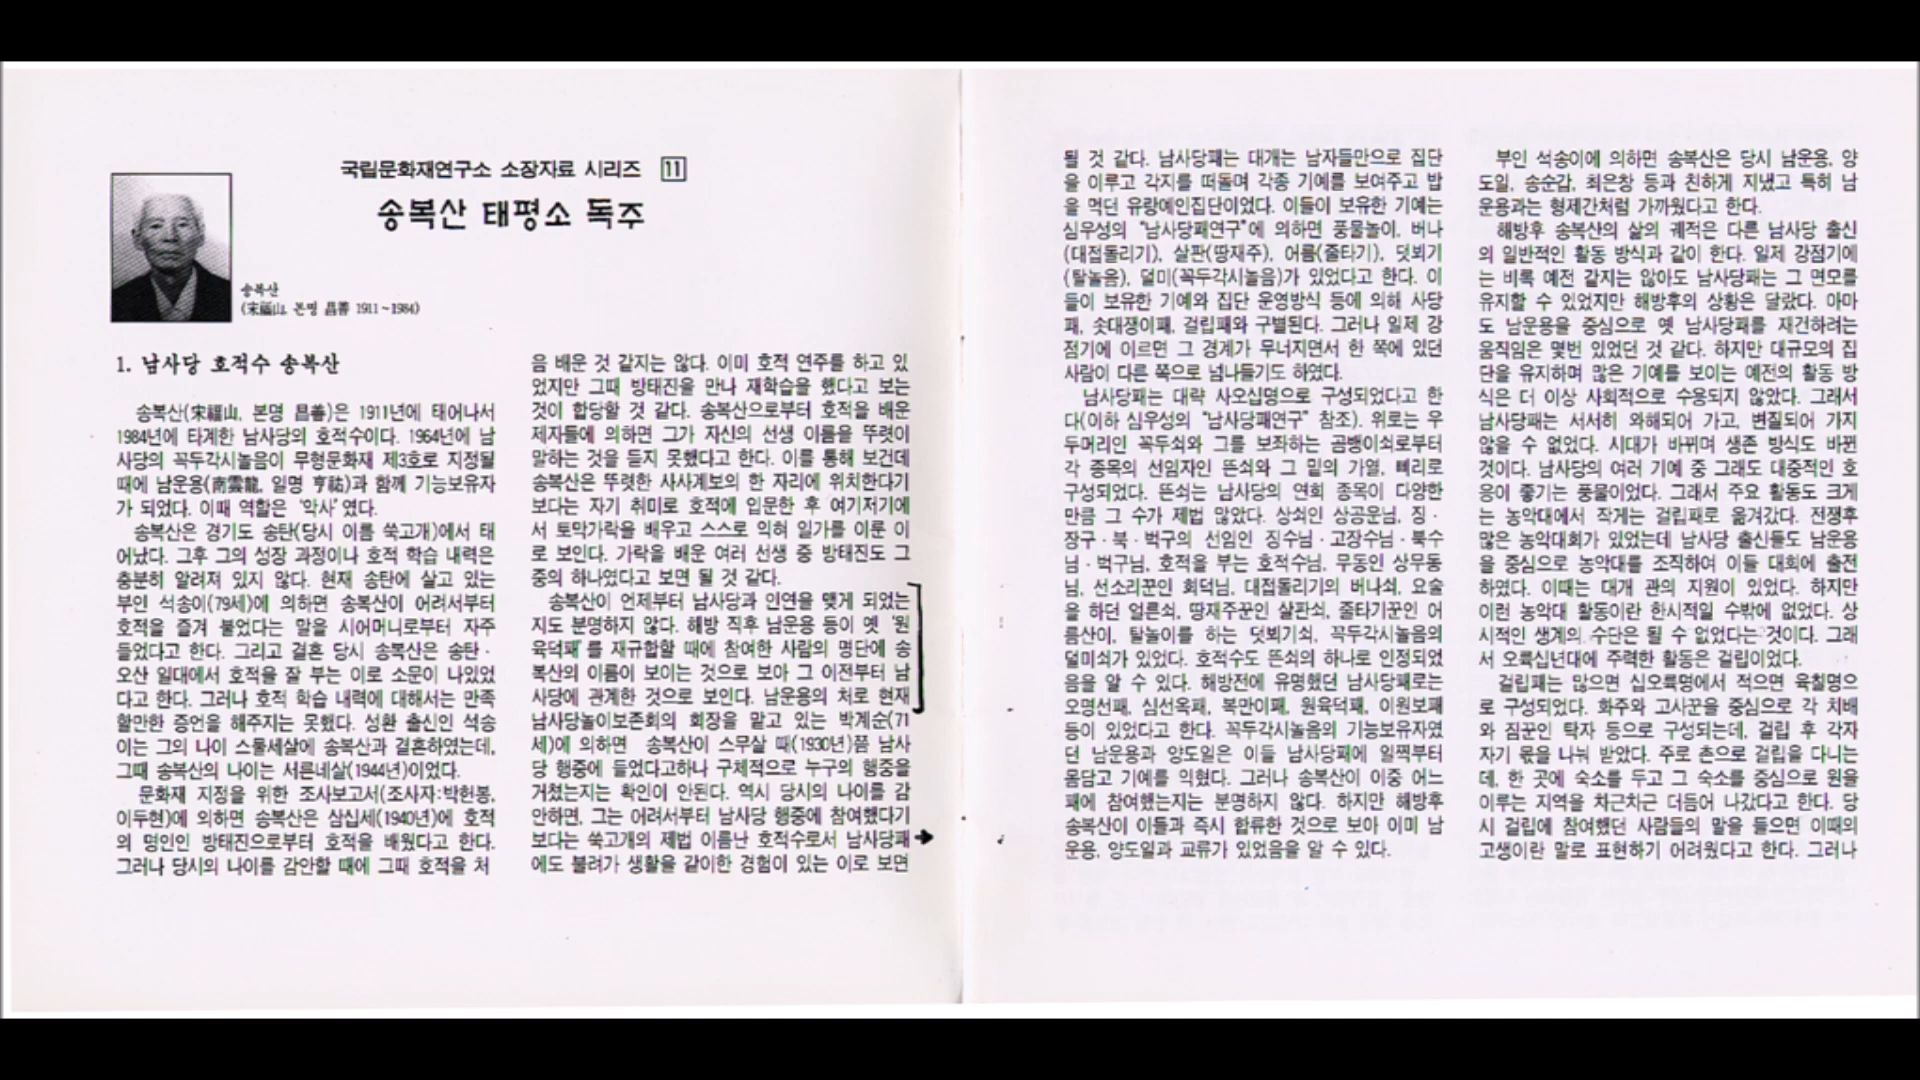 국립문화재연구소 소장자료 시리즈 11
송복산 태평소 독주
송복산
(宋福山, 본명 昌善 1911~1984)
1. 남사당 호적수 송복산
송복산(宋福山, 본명 昌善)은 1911년에 태어나서
1984년에 타계한 남사당의 호적수이다. 1964년에 남
사당의 꼭두각시놀음이 무형문화재 제3호로 지정될
때에 남운용(南雲龍, 일명 亨祐)과 함께 기능보유자
가 되었다. 이때 역할은 '악사'였다.
송복산은 경기도 송탄(당시 이름 쑥고개)에서 태
어났다. 그후 그의 성장 과정이나 호적 학습 내력은
충분히 알려져 있지 않다. 현재 송탄에 살고 있는
부인 석송이(79세)에 의하면 송복산이 어려서부터
호적을 즐겨 불었다는 말을 시어머니로부터 자주
들었다고 한다. 그리고 결혼 당시 송복산은 송탄·
오산 일대에서 호적을 잘 부는 이로 소문이 나있었
다고 한다. 그러나 호적 학습 내력에 대해서는 만족
할만한 증언을 해주지는 못했다. 성환 출신인 석송
이는 그의 나이 스물세살에 송복산과 결혼하였는데,
그때 송복산의 나이는 서른네살(1944년)이었다.
문화재 지정을 위한 조사보고서(조사자:박헌봉,
이두현)에 의하면 송복산은 삼십세(1940년)에 호적
의 명인인 방태진으로부터 호적을 배웠다고 한다.
그러나 당시의 나이를 감안할 때에 그때 호적을 처
음 배운 것 같지는 않다. 이미 호적 연주를 하고 있
었지만 그때 방태진을 만나 재학습을 했다고 보는
것이 합당할 것 같다. 송복산으로부터 호적을 배운
제자들에 의하면 그가 자신의 선생 이름을 뚜렷이
말하는 것을 듣지 못했다고 한다. 이를 통해 보건데
송복산은 뚜렷한 사사계보의 한 자리에 위치한다기
보다는 자기 취미로 호적에 입문한 후 여기저기에
서 토막가락을 배우고 스스로 익혀 일가를 이룬 이
로 보인다. 가락을 배운 여러 선생 중 방태진도 그
중의 하나였다고 보면 될 것 같다.
송복산이 언제부터 남사당과 인연을 맺게 되었는
지도 분명하지 않다. 해방 직후 남운용 등이 옛 '원
육덕패'를 재규합할 때에 참여한 사람의 명단에 송
복산의 이름이 보이는 것으로 보아 그 이전부터 남
사당에 관계한 것으로 보인다. 남운용의 처로 현재
남사당놀이보존회의 회장을 맡고 있는 박계순(71
세)에 의하면 송복산이 스무살 때(1930년)쯤 남사
당 행중에 들었다고하나 구체적으로 누구의 행중을
거쳤는지는 확인이 안된다. 역시 당시의 나이를 감
안하면, 그는 어려서부터 남사당 행중에 참여했다기
보다는 쑥고개의 제법 이름난 호적수로서 남사당패
에도 불려가 생활을 같이한 경험이 있는 이로 보면
될 것 같다. 남사당패는 대개는 남자들만으로 집단
을 이루고 각지를 떠돌며 각종 기예를 보여주고 밥
을 먹던 유랑예인집단이었다. 이들이 보유한 기예는
심우성의 "남사당패연구"에 의하면 풍물놀이, 버나
(대접돌리기), 살판(땅재주), 어름(줄타기), 덧뵈기
(탈놀음), 덜미(꼭두각시놀음)가 있었다고 한다. 이
들이 보유한 기예와 집단 운영방식 등에 의해 사당
패, 솟대쟁이패, 걸립패와 구별된다. 그러나 일제 강
점기에 이르면 그 경계가 무너지면서 한 쪽에 있던
사람이 다른 쪽으로 넘나들기도 하였다.
남사당패는 대략 사오십명으로 구성되었다고 한
다(이하 심우성의 "남사당패연구" 참조). 위로는 우
두머리인 꼭두쇠와 그를 보좌하는 곰뱅이쇠로부터
각 종목의 선임자인 뜬쇠와 그 밑의 가열, 삐리로
구성되었다. 뜬쇠는 남사당의 연희 종목이 다양한
만큼 그 수가 제법 많았다. 상쇠인 상공운님, 징·
장구·북·벅구의 선임인 징수님·고장수님·북수
님·벅구님, 호적을 부는 호적수님, 무동인 상무동
님, 선소리꾼인 회덕님, 대접돌리기의 버나쇠, 요술
을 하던 얼른쇠, 땅재주꾼인 살판쇠, 줄타기꾼인 어
름산이, 탈놀이를 하는 덧뵈기쇠, 꼭두각시놀음의
덜미쇠가 있었다. 호적수도 뜬쇠의 하나로 인정되었
음을 알 수 있다. 해방전에 유명했던 남사당패로는
오명선패, 심선옥패, 복만이패, 원육덕패, 이원보패
등이 있었다고 한다. 꼭두각시놀음의 기능보유자였
던 남운용과 양도일은 이들 남사당패에 일찍부터
몸담고 기예를 익혔다. 그러나 송복산이 이중 어느
패에 참여했는지는 분명하지 않다. 하지만 해방후
송복산이 이들과 즉시 합류한 것으로 보아 이미 남
운용, 양도일과 교류가 있었음을 알 수 있다.
부인 석송이에 의하면 송복산은 당시 남운용, 양
도일, 송순갑, 최은창 등과 친하게 지냈고 특히 남
운용과는 형제간처럼 가까웠다고 한다.
해방후 송복산의 삶의 궤적은 다른 남사당 출신
의 일반적인 활동 방식과 같이 한다. 일제 강점기에
는 비록 예전 같지는 않아도 남사당패는 그 면모를
유지할 수 있었지만 해방후의 상황은 달랐다. 아마
도 남운용을 중심으로 옛 남사당패를 재건하려는
움직임은 몇번 있었던 것 같다. 하지만 대규모의 집
단을 유지하며 많은 기예를 보이는 예전의 활동 방
식은 더 이상 사회적으로 수용되지 않았다. 그래서
남사당패는 서서히 와해되어 가고, 변질되어 가지
않을 수 없었다. 시대가 바뀌며 생존 방식도 바뀐
것이다. 남사당의 여러 기예 중 그래도 대중적인 호
응이 좋기는 풍물이었다. 그래서 주요 활동도 크게
는 농악대에서 작게는 걸립패로 옮겨갔다. 전쟁후
많은 농악대회가 있었는데 남사당 출신들도 남운용
을 중심으로 농악대를 조직하여 이들 대회에 출전
하였다. 이때는 대개 관의 지원이 있었다. 하지만
이런 농악대 활동이란 한시적일 수밖에 없었다. 상
시적인 생계의 수단은 될 수 없었다는 것이다. 그래
서 오륙십년대에 주력한 활동은 걸립이었다.
걸립패는 많으면 십오륙명에서 적으면 육칠명으
로 구성되었다. 화주와 고사꾼을 중심으로 각 치배
와 짐꾼인 탁자 등으로 구성되는데, 걸립 후 각자
자기 몫을 나눠 받았다. 주로 촌으로 걸립을 다니는
데, 한 곳에 숙소를 두고 그 숙소를 중심으로 원을
이루는 지역을 차근차근 더듬어 나갔다고 한다. 당
시 걸립에 참여했던 사람들의 말을 들으면 이때의
고생이란 말로 표현하기 어려웠다고 한다. 그러나